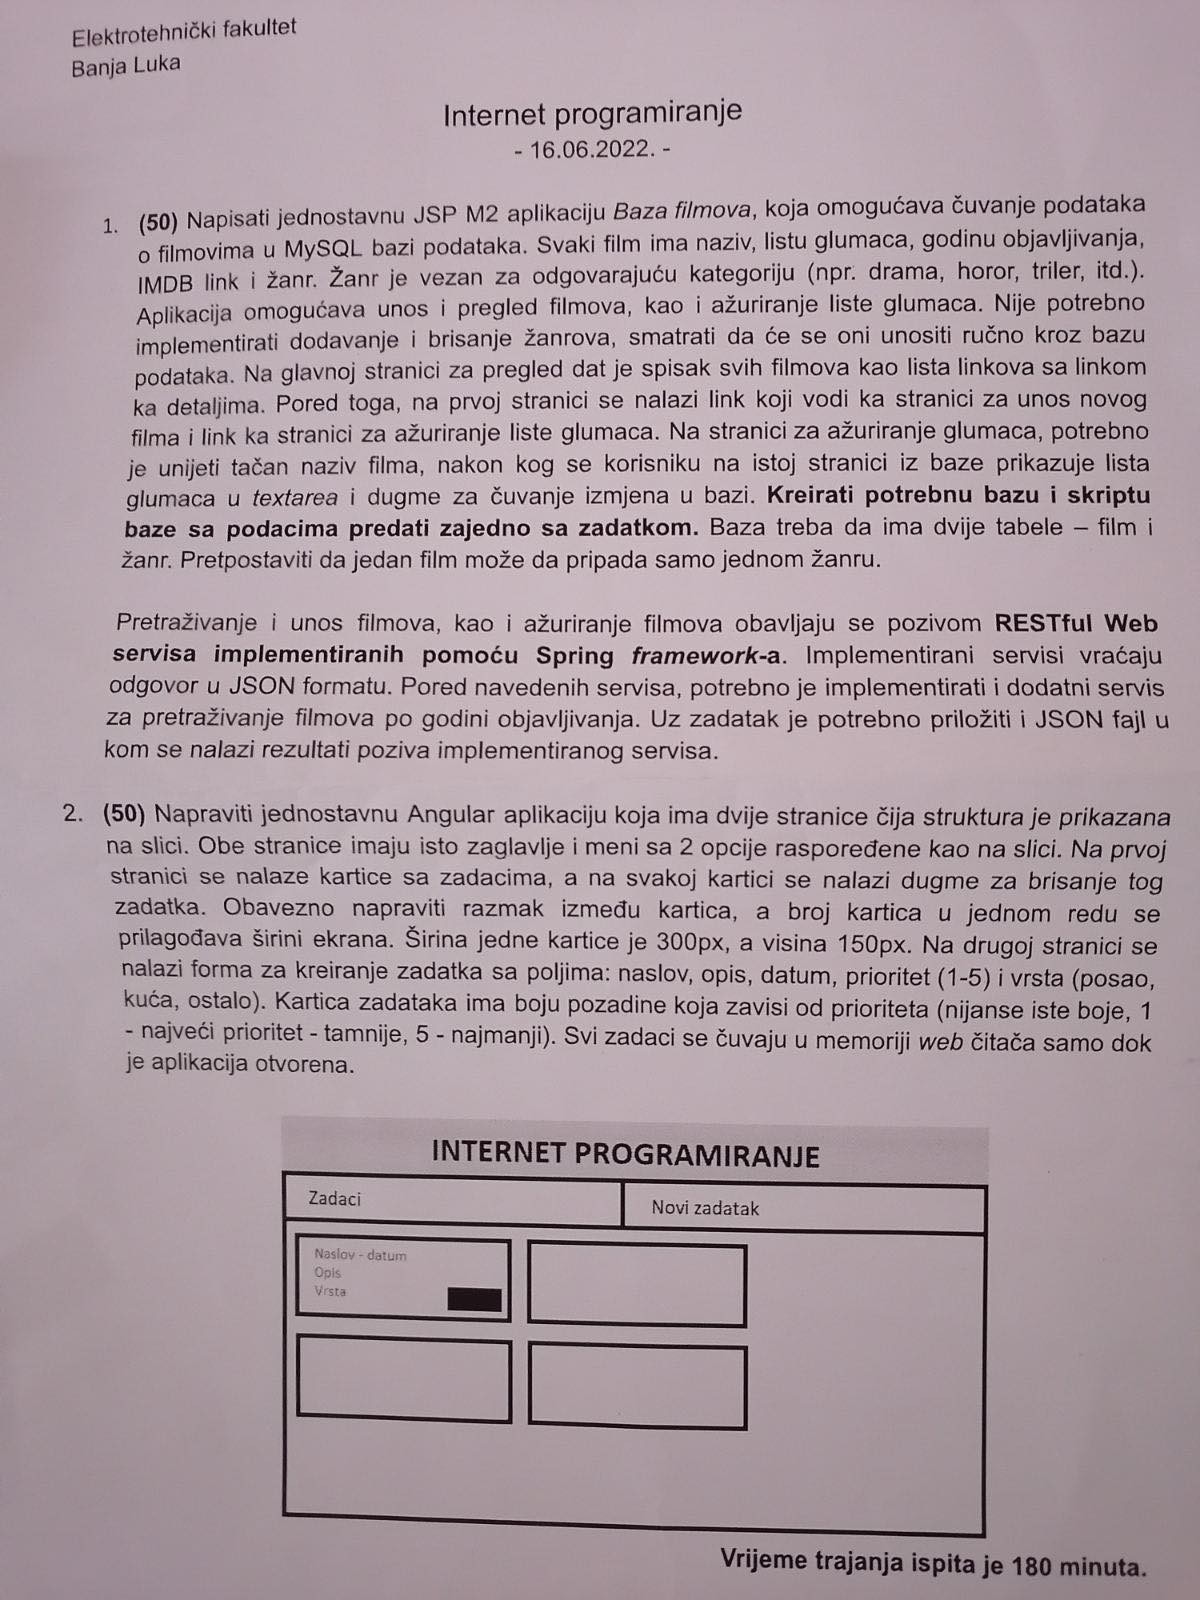 Elektrotehnički fakultet
Banja Luka
Internet programiranje
- 16.06.2022. -
1. (50) Napisati jednostavnu JSP M2 aplikaciju Baza filmova, koja omogućava čuvanje podataka
o filmovima u MySQL bazi podataka. Svaki film ima naziv, listu glumaca, godinu objavljivanja,
IMDB link i žanr. Žanr je vezan za odgovarajuću kategoriju (npr. drama, horor, triler, itd.).
Aplikacija omogućava unos i pregled filmova, kao i ažuriranje liste glumaca. Nije potrebno
implementirati dodavanje i brisanje žanrova, smatrati da će se oni unositi ručno kroz bazu
podataka. Na glavnoj stranici za pregled dat je spisak svih filmova kao lista linkova sa linkom
ka detaljima. Pored toga, na prvoj stranici se nalazi link koji vodi ka stranici za unos novog
filma i link ka stranici za ažuriranje liste glumaca. Na stranici za ažuriranje glumaca, potrebno
je unijeti tačan naziv filma, nakon kog se korisniku na istoj stranici iz baze prikazuje lista
glumaca u textarea i dugme za čuvanje izmjena u bazi. Kreirati potrebnu bazu i skriptu
baze sa podacima predati zajedno sa zadatkom. Baza treba da ima dvije tabele – film i
žanr. Pretpostaviti da jedan film može da pripada samo jednom žanru.
Pretraživanje i unos filmova, kao i ažuriranje filmova obavljaju se pozivom RESTful Web
servisa implementiranih pomoću Spring framework-a. Implementirani servisi vraćaju
odgovor u JSON formatu. Pored navedenih servisa, potrebno je implementirati i dodatni servis
za pretraživanje filmova po godini objavljivanja. Uz zadatak je potrebno priložiti i JSON fajl u
kom se nalazi rezultati poziva implementiranog servisa.
2. (50) Napraviti jednostavnu Angular aplikaciju koja ima dvije stranice čija struktura je prikazana
na slici. Obe stranice imaju isto zaglavlje i meni sa 2 opcije raspoređene kao na slici. Na prvoj
stranici se nalaze kartice sa zadacima, a na svakoj kartici se nalazi dugme za brisanje tog
zadatka. Obavezno napraviti razmak između kartica, a broj kartica u jednom redu se
prilagođava širini ekrana. Širina jedne kartice je 300px, a visina 150px. Na drugoj stranici se
nalazi forma za kreiranje zadatka sa poljima: naslov, opis, datum, prioritet (1-5) i vrsta (posao,
kuća, ostalo). Kartica zadataka ima boju pozadine koja zavisi od prioriteta (nijanse iste boje, 1
- najveći prioritet - tamnije, 5 - najmanji). Svi zadaci se čuvaju u memoriji web čitača samo dok
je aplikacija otvorena.
INTERNET PROGRAMIRANJE
Zadaci
Novi zadatak
Naslov - datum
Opis
Vrsta
Vrijeme trajanja ispita je 180 minuta.